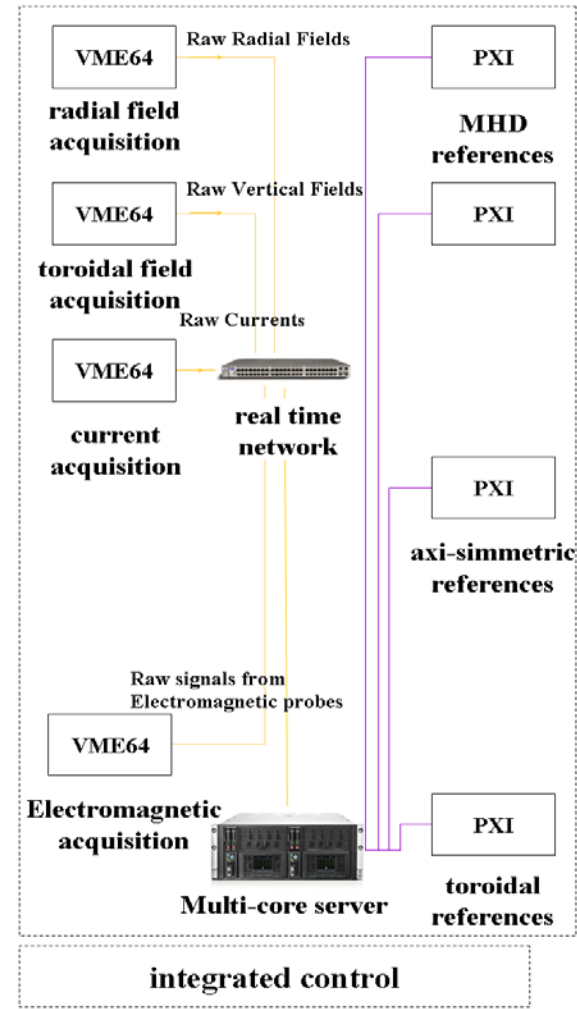 Raw Radial Fields
VME64
PXI
radial field
acquisition
MHD
references
Raw Vertical Fields
VME64
PXI
toroidal field
acquisition
Raw Currents
VME64
real time
network
current
acquisition
PXI
axi-simmetric
references
Raw signals from
Electromagnetic probes
VME64
Electromagnetic
acquisition
PXI
Multi-core server
toroidal
references
integrated control